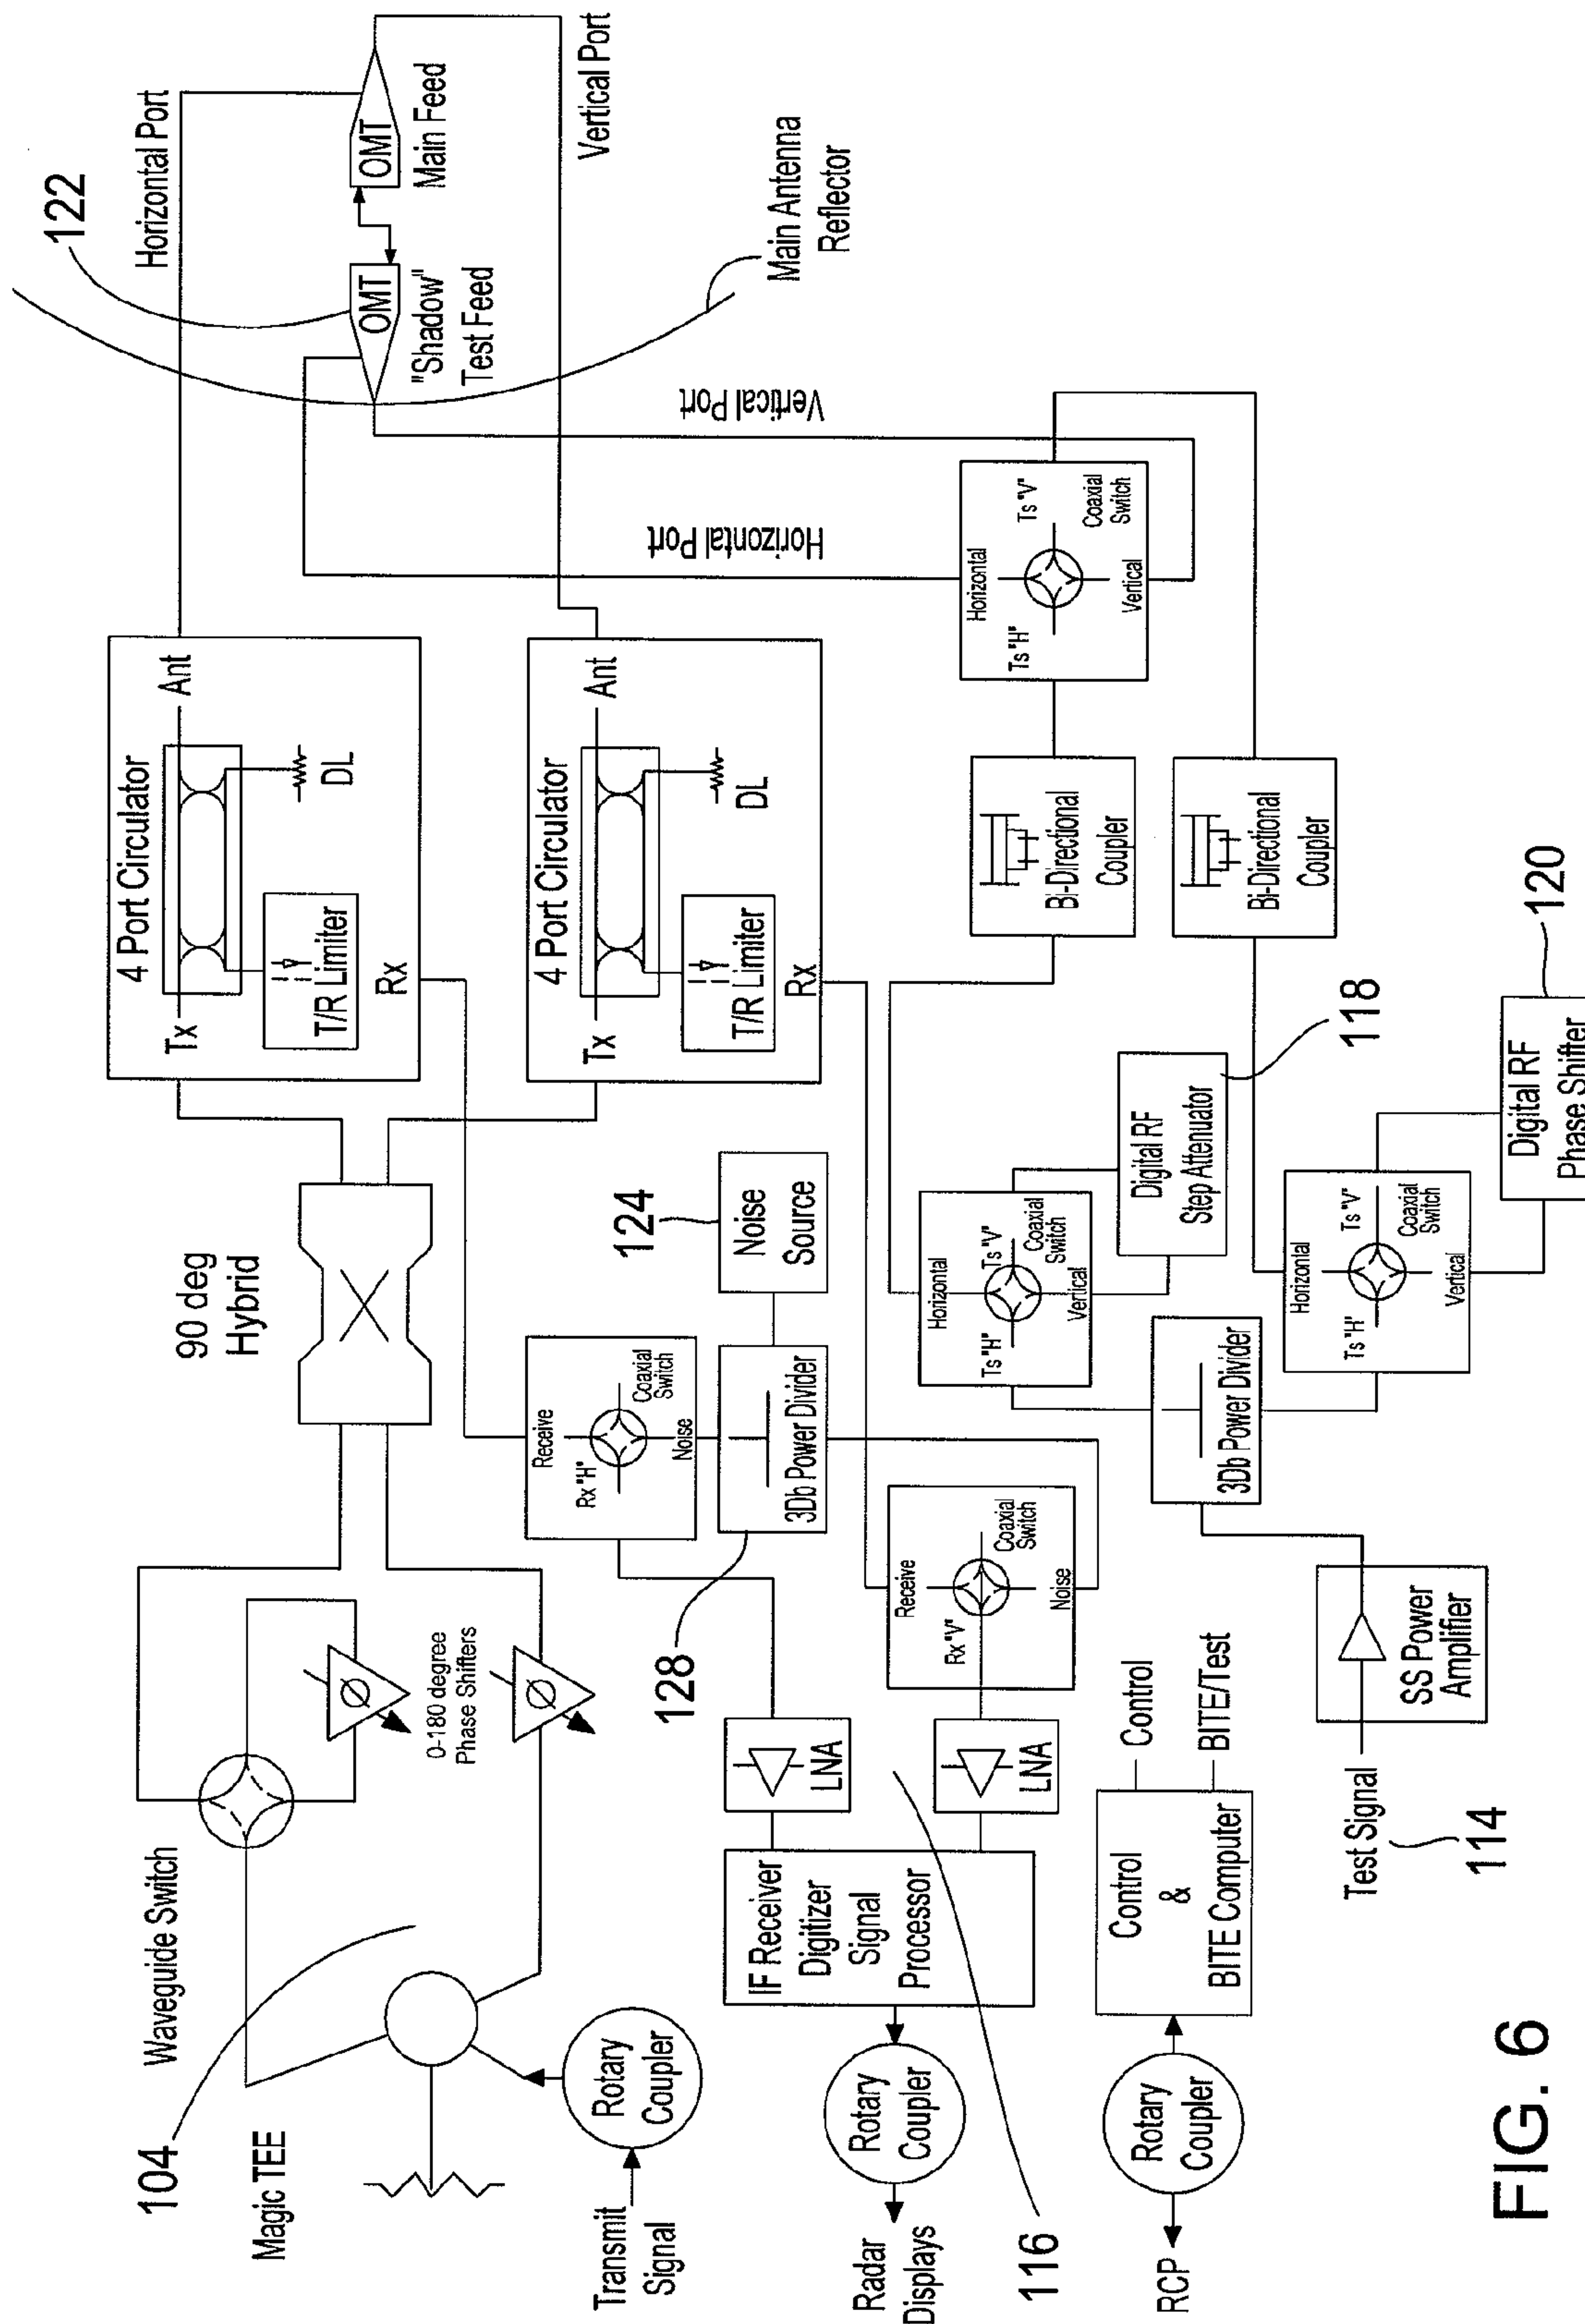 104
Magic TEE
Waveguide Switch
Transmit
Signal
Rotary
Coupler
0-180 degree
Phase Shifters
90 deg
Hybrid
4 Port Circulator
Tx
Ant
DL
T/R Limiter
Rx
Horizontal Port
122
OMT
"Shadow"
Test Feed
OMT
Main Feed
Vertical Port
Main Antenna
Reflector
4 Port Circulator
Tx
Ant
DL
T/R Limiter
Rx
Horizontal Port
Vertical Port
Receive
Rx "H"
Coaxial
Switch
Noise
124
Noise
Source
3Db Power Divider
128
Receive
Rx "V"
Coaxial
Switch
Noise
LNA
LNA
IF Receiver
Digitizer
Signal
Processor
Rotary
Coupler
Radar
Displays
116
RCP
Rotary
Coupler
Control
&
BITE Computer
Control
BITE/Test
Test Signal
114
SS Power
Amplifier
3Db Power Divider
Horizontal
Ts "H"
Ts "V"
Coaxial
Switch
Vertical
Digital RF
Step Attenuator
118
Horizontal
Ts "H"
Ts "V"
Coaxial
Switch
Vertical
Digital RF
Phase Shifter
120
Bi-Directional
Coupler
Bi-Directional
Coupler
Horizontal
Ts "H"
Ts "V"
Coaxial
Switch
Vertical
FIG. 6